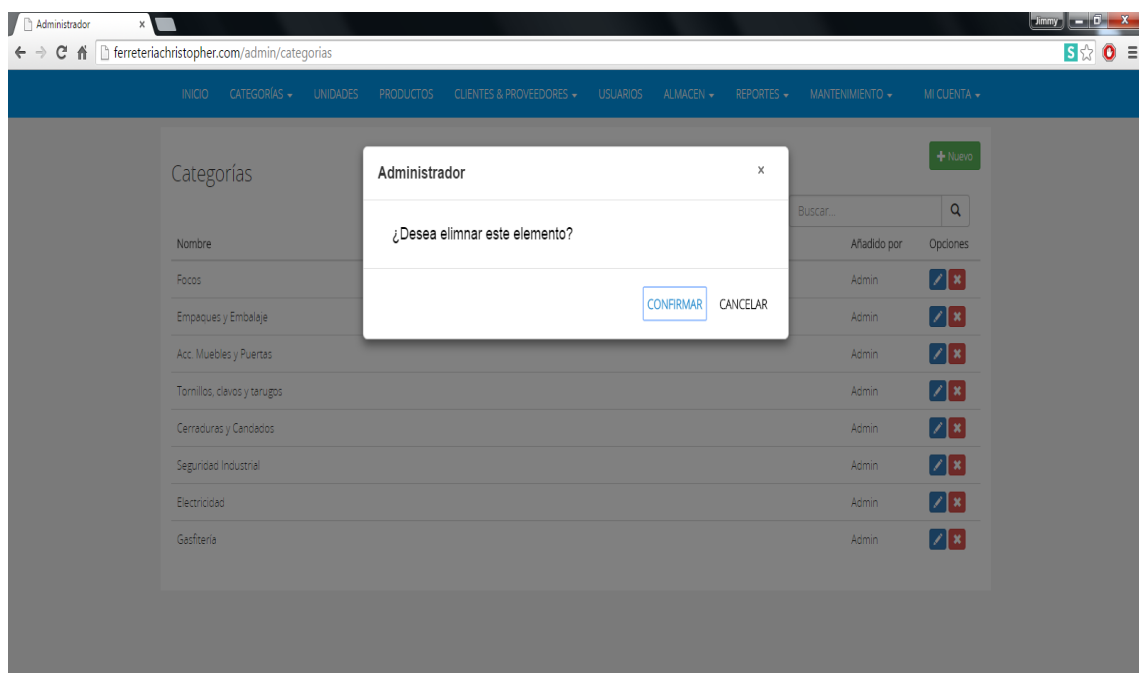 Administrador
Jimmy
ferreteriachristopher.com/admin/categorias
INICIO CATEGORÍAS UNIDADES PRODUCTOS CLIENTES & PROVEEDORES USUARIOS ALMACEN REPORTES MANTENIMIENTO MI CUENTA
Categorías
+ Nuevo
Administrador x
¿Desea elimnar este elemento?
CONFIRMAR CANCELAR
Buscar...
Nombre Añadido por Opciones
Focos Admin
Empaques y Embalaje Admin
Acc. Muebles y Puertas Admin
Tornillos, clavos y tarugos Admin
Cerraduras y Candados Admin
Seguridad Industrial Admin
Electricidad Admin
Gasfitería Admin